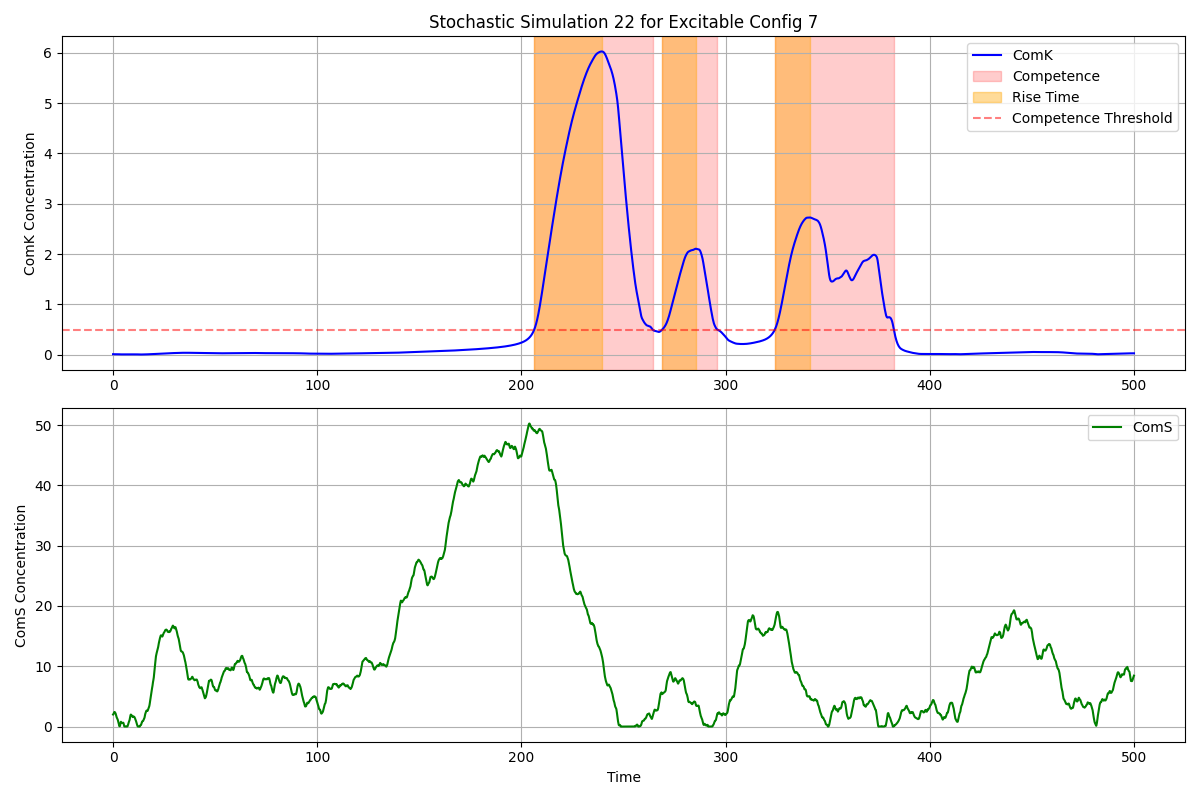 Stochastic Simulation 22 for Excitable Config 7
ComK Concentration
6
5
4
3
2
1
0
ComK
Competence
Rise Time
Competence Threshold
0 100 200 300 400 500
ComS Concentration
50
40
30
20
10
0
ComS
0 100 200 300 400 500
Time